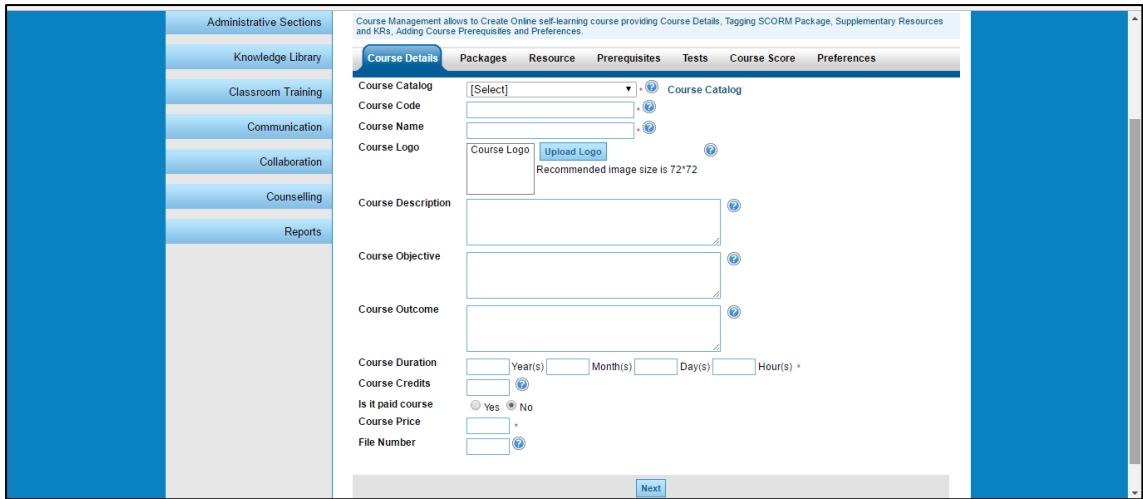 Administrative Sections
Knowledge Library
Classroom Training
Communication
Collaboration
Counselling
Reports
Course Management allows to Create Online self-learning course providing Course Details, Tagging SCORM Package, Supplementary Resources
and KRs, Adding Course Prerequisites and Preferences.
Course Details Packages Resource Prerequisites Tests Course Score Preferences
Course Catalog [Select] * Course Catalog
Course Code *
Course Name *
Course Logo Course Logo Upload Logo
Recommended image size is 72*72
Course Description
Course Objective
Course Outcome
Course Duration Year(s) Month(s) Day(s) Hour(s) *
Course Credits
Is it paid course Yes No
Course Price *
File Number
Next